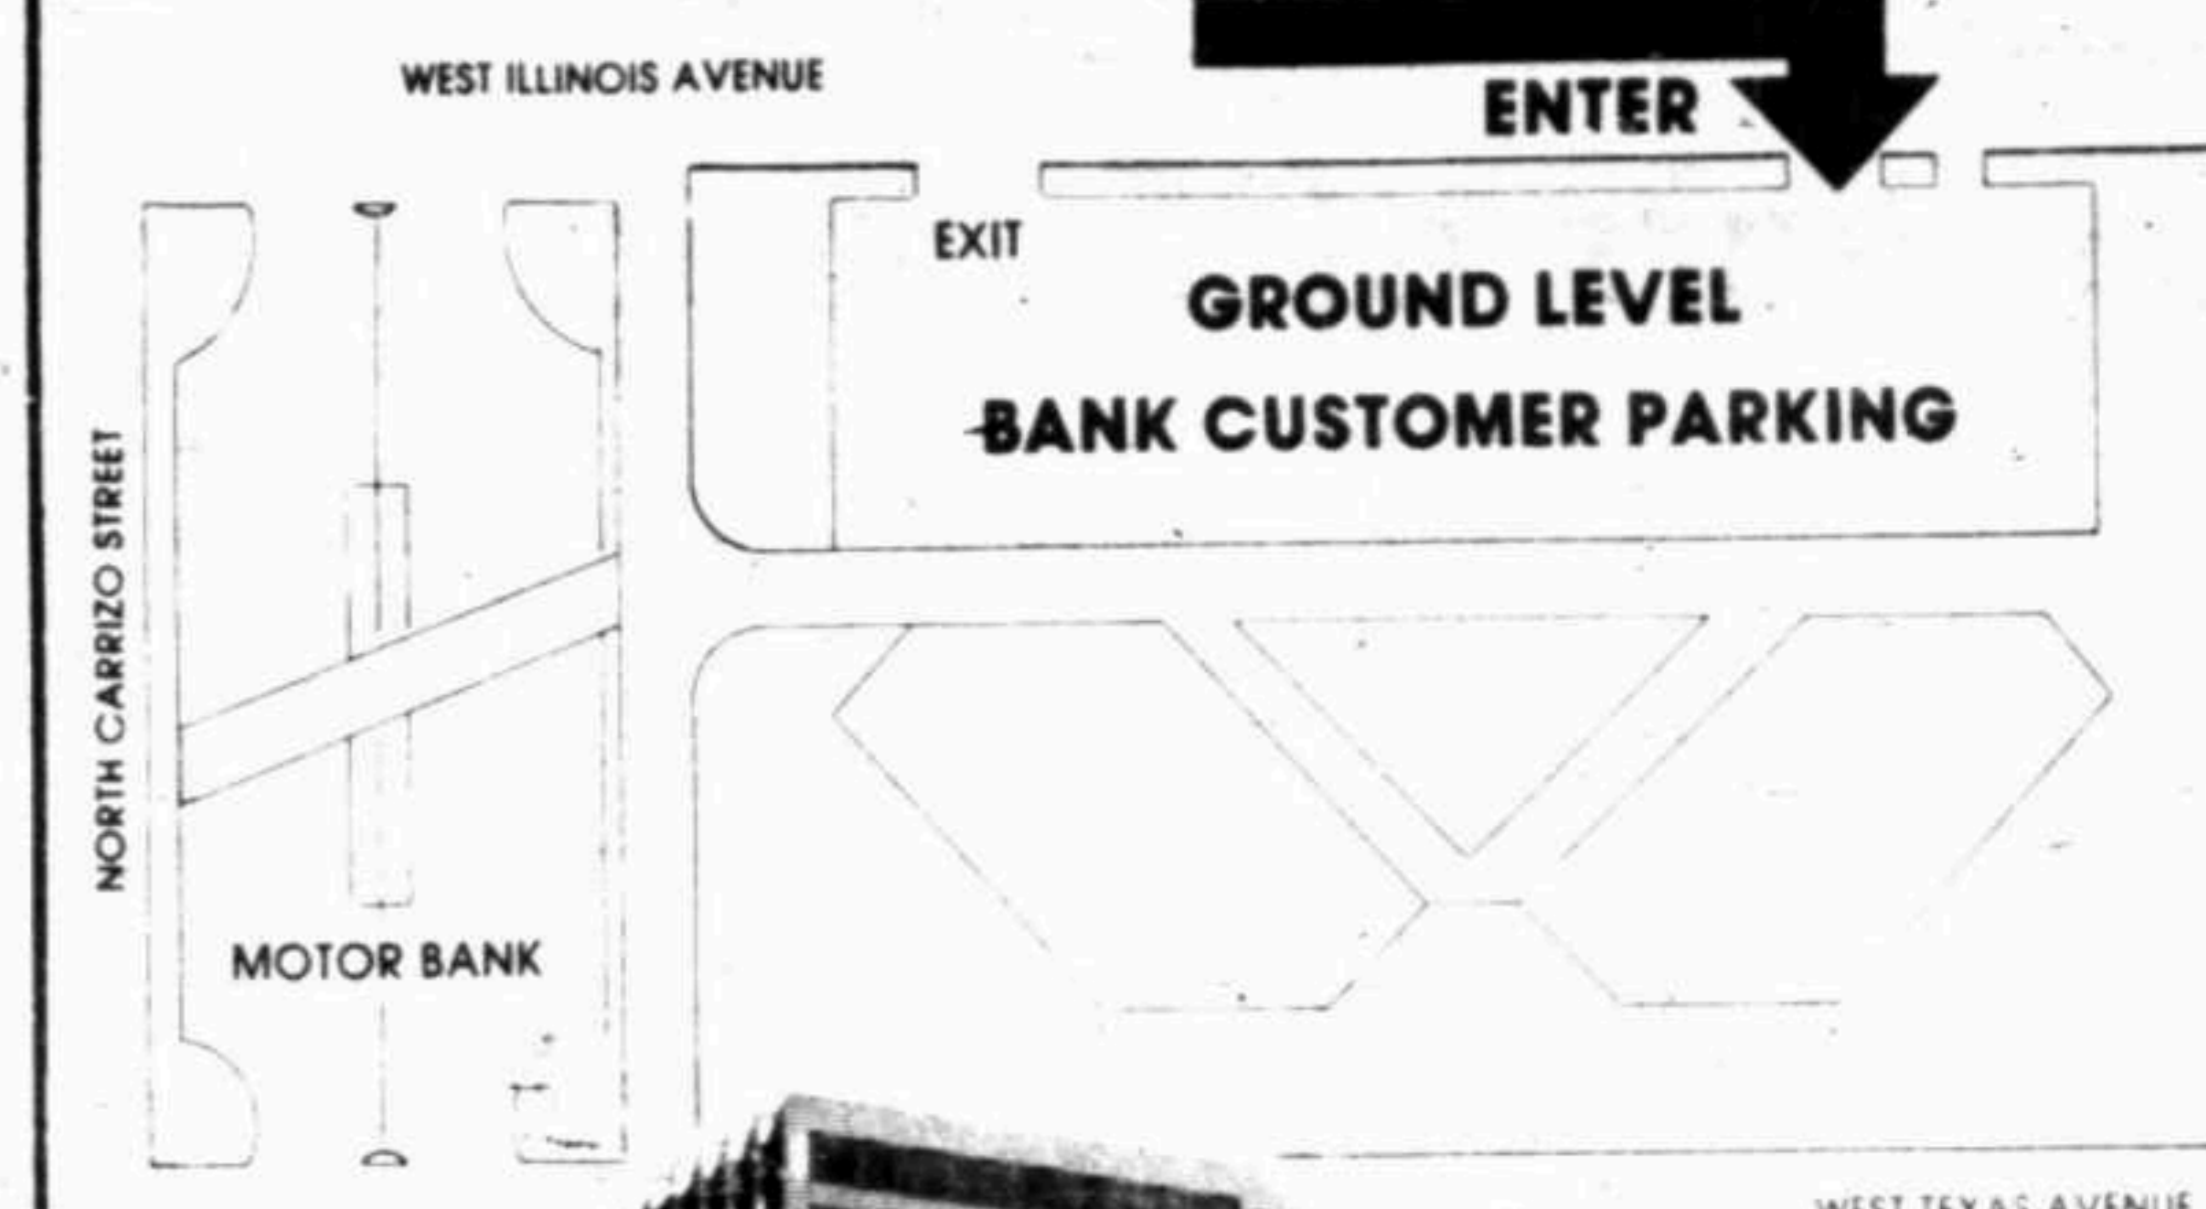 WEST ILLINOIS AVENUE
ENTER
EXIT
GROUND LEVEL
BANK CUSTOMER PARKING
NORTH CARRIZO STREET
MOTOR BANK
WEST TEXAS AVENUE